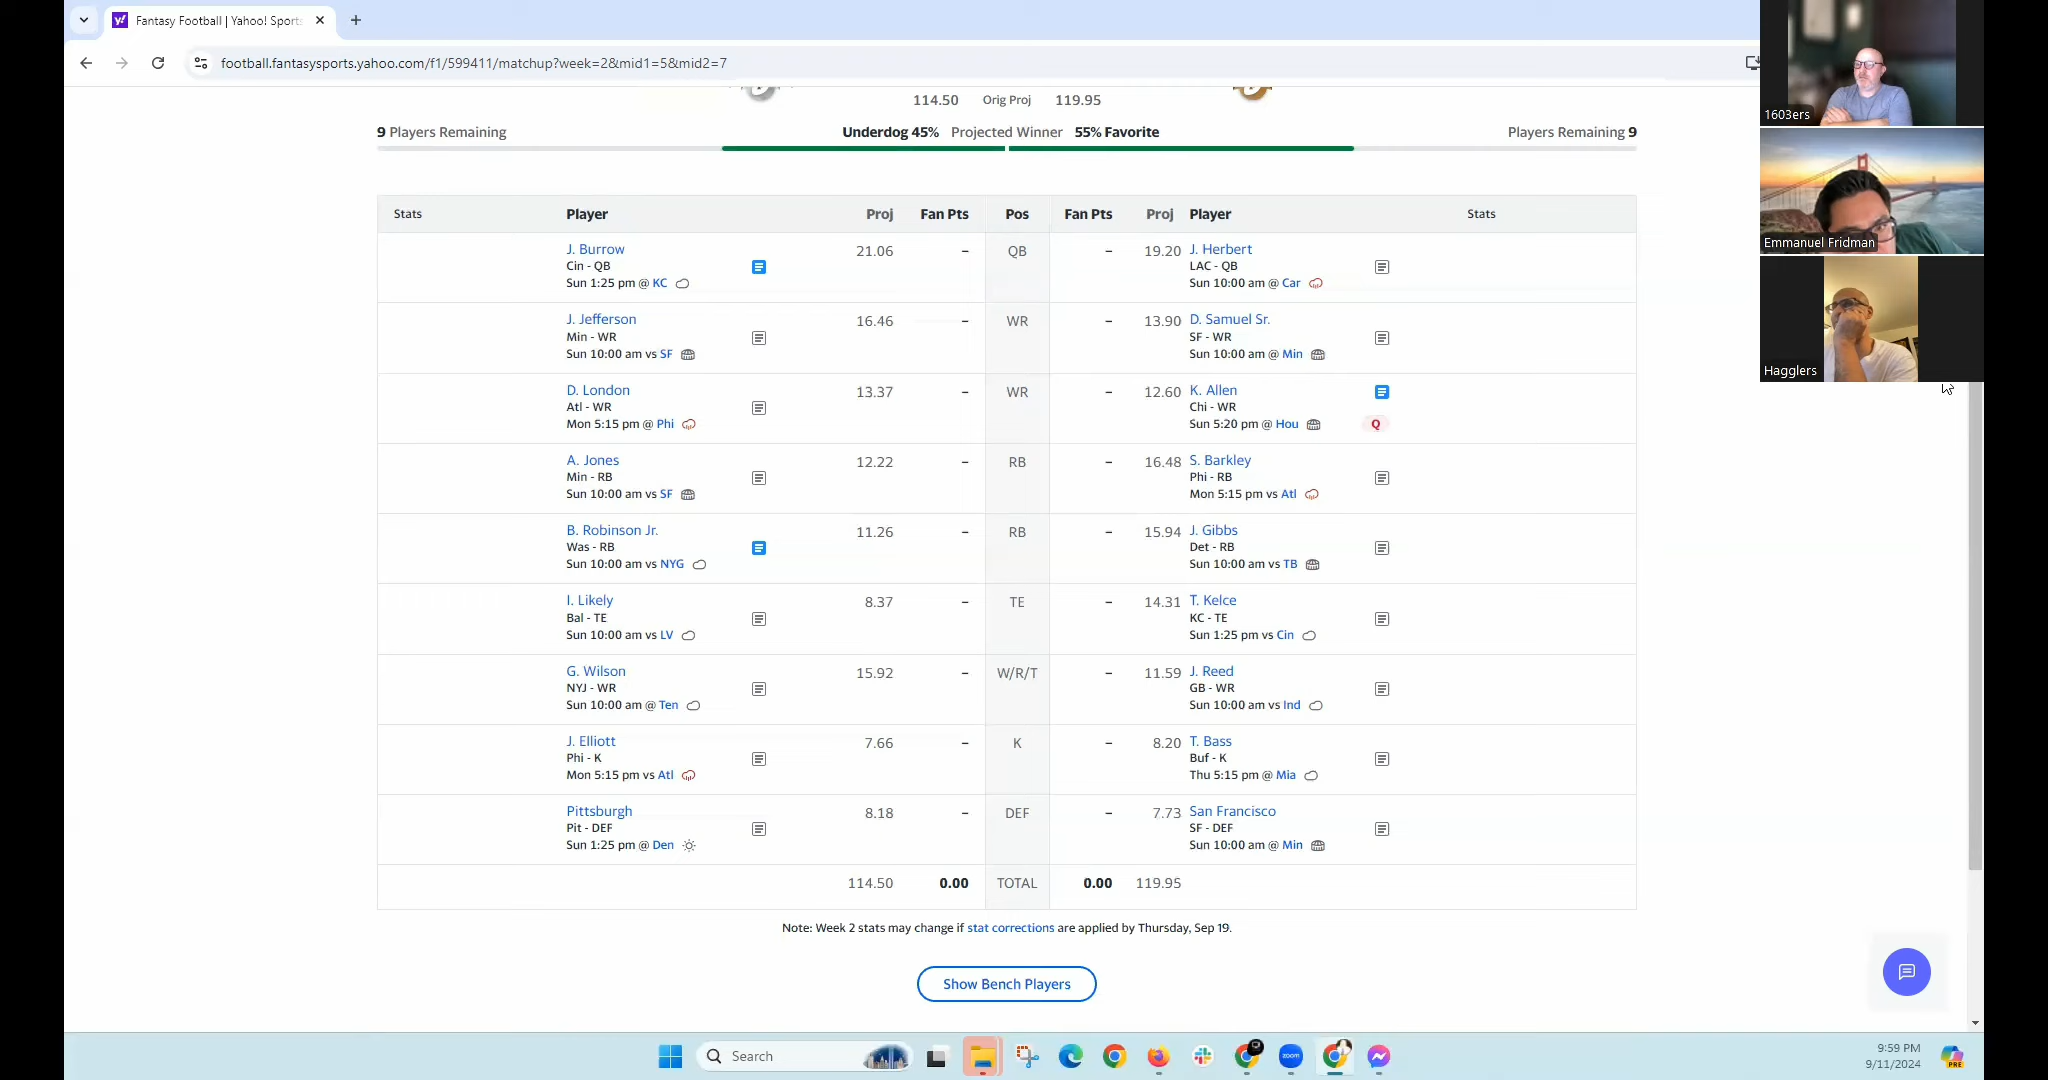 Fantasy Football | Yahoo! Sports
football.fantasysports.yahoo.com/f1/599411/matchup?week=2&mid1=5&mid2=7
114.50 Orig Proj 119.95
9 Players Remaining Underdog 45% Projected Winner 55% Favorite Players Remaining 9
Stats Player Proj Fan Pts Pos Fan Pts Proj Player Stats
J. Burrow 21.06 – QB – 19.20 J. Herbert
Cin - QB LAC - QB
Sun 1:25 pm @ KC Sun 10:00 am @ Car
J. Jefferson 16.46 – WR – 13.90 D. Samuel Sr.
Min - WR SF - WR
Sun 10:00 am vs SF Sun 10:00 am @ Min
D. London 13.37 – WR – 12.60 K. Allen
Atl - WR Chi - WR
Mon 5:15 pm @ Phi Sun 5:20 pm @ Hou Q
A. Jones 12.22 – RB – 16.48 S. Barkley
Min - RB Phi - RB
Sun 10:00 am vs SF Mon 5:15 pm vs Atl
B. Robinson Jr. 11.26 – RB – 15.94 J. Gibbs
Was - RB Det - RB
Sun 10:00 am vs NYG Sun 10:00 am vs TB
I. Likely 8.37 – TE – 14.31 T. Kelce
Bal - TE KC - TE
Sun 10:00 am vs LV Sun 1:25 pm vs Cin
G. Wilson 15.92 – W/R/T – 11.59 J. Reed
NYJ - WR GB - WR
Sun 10:00 am @ Ten Sun 10:00 am vs Ind
J. Elliott 7.66 – K – 8.20 T. Bass
Phi - K Buf - K
Mon 5:15 pm vs Atl Thu 5:15 pm @ Mia
Pittsburgh 8.18 – DEF – 7.73 San Francisco
Pit - DEF SF - DEF
Sun 1:25 pm @ Den Sun 10:00 am @ Min
114.50 0.00 TOTAL 0.00 119.95
Note: Week 2 stats may change if stat corrections are applied by Thursday, Sep 19.
Show Bench Players
1603ers
Emmanuel Fridman
Hagglers
Search
zoom
9:59 PM
9/11/2024
PRE